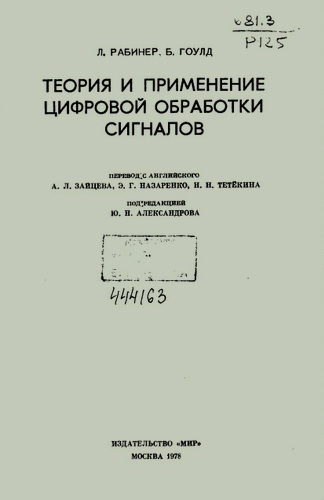 681.3
Р125
Л. РАБИНЕР, Б. ГОУЛД
ТЕОРИЯ И ПРИМЕНЕНИЕ
ЦИФРОВОЙ ОБРАБОТКИ
СИГНАЛОВ
ПЕРЕВОД С АНГЛИЙСКОГО
А. Л. ЗАЙЦЕВА, Э. Г. НАЗАРЕНКО, Н. Н. ТЕТЁКИНА
ПОД РЕДАКЦИЕЙ
Ю. Н. АЛЕКСАНДРОВА
444163
ИЗДАТЕЛЬСТВО «МИР»
МОСКВА 1978